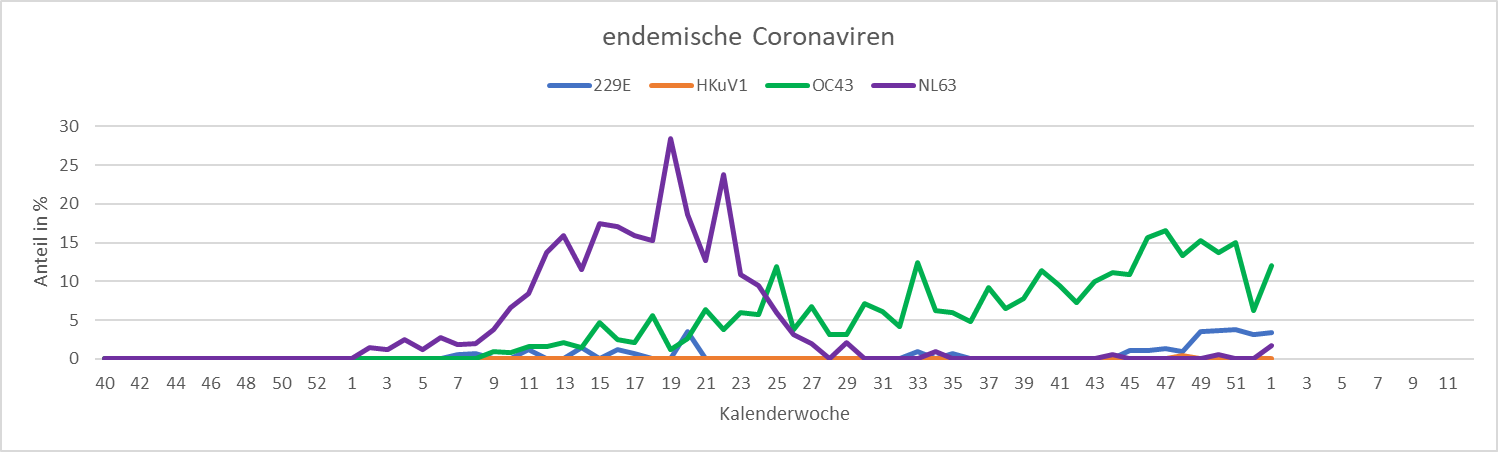 endemische Coronaviren
229E HKuV1 OC43 NL63
30
25
20
15
10
5
0
Anteil in %
40 42 44 46 48 50 52 1 3 5 7 9 11 13 15 17 19 21 23 25 27 29 31 33 35 37 39 41 43 45 47 49 51 1 3 5 7 9 11
Kalenderwoche